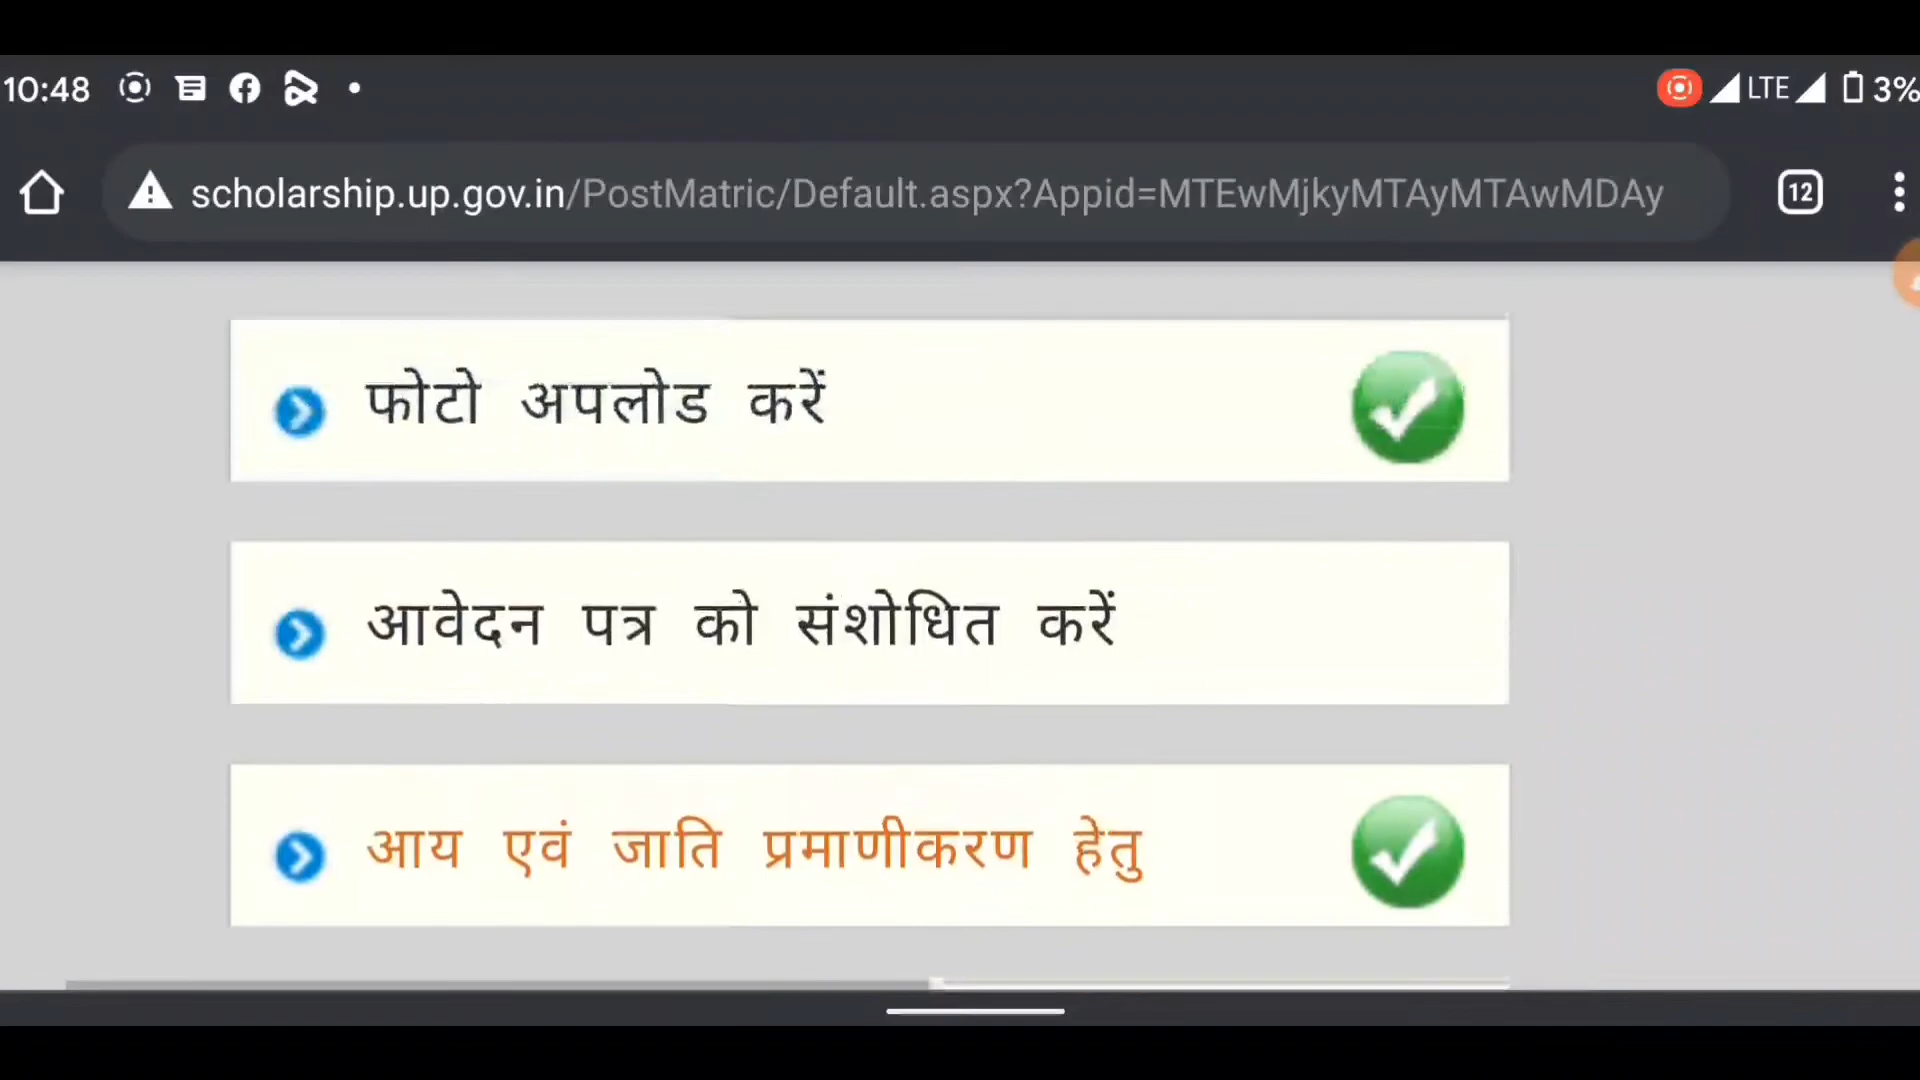 10:48 LTE 3%
scholarship.up.gov.in/PostMatric/Default.aspx?Appid=MTEwMjkyMTAyMTAwMDAy 12
फोटो अपलोड करें
आवेदन पत्र को संशोधित करें
आय एवं जाति प्रमाणीकरण हेतु